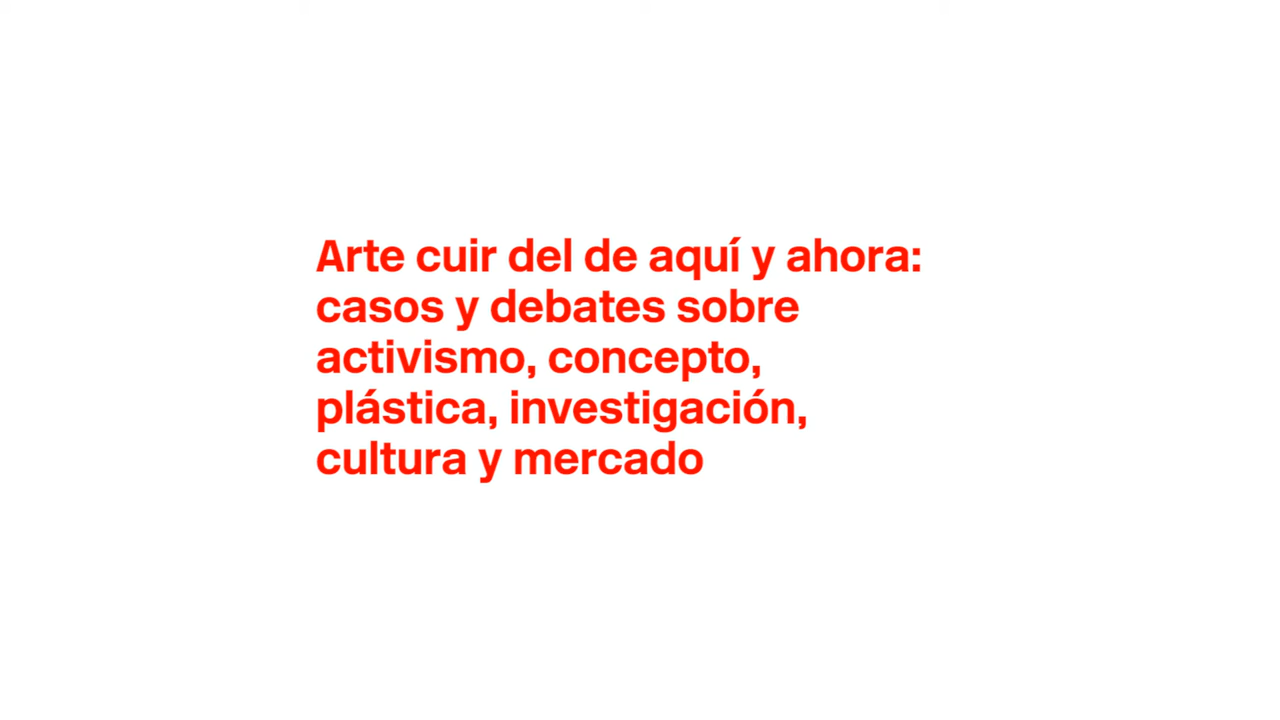 Arte cuir del de aquí y ahora:
casos y debates sobre
activismo, concepto,
plástica, investigación,
cultura y mercado